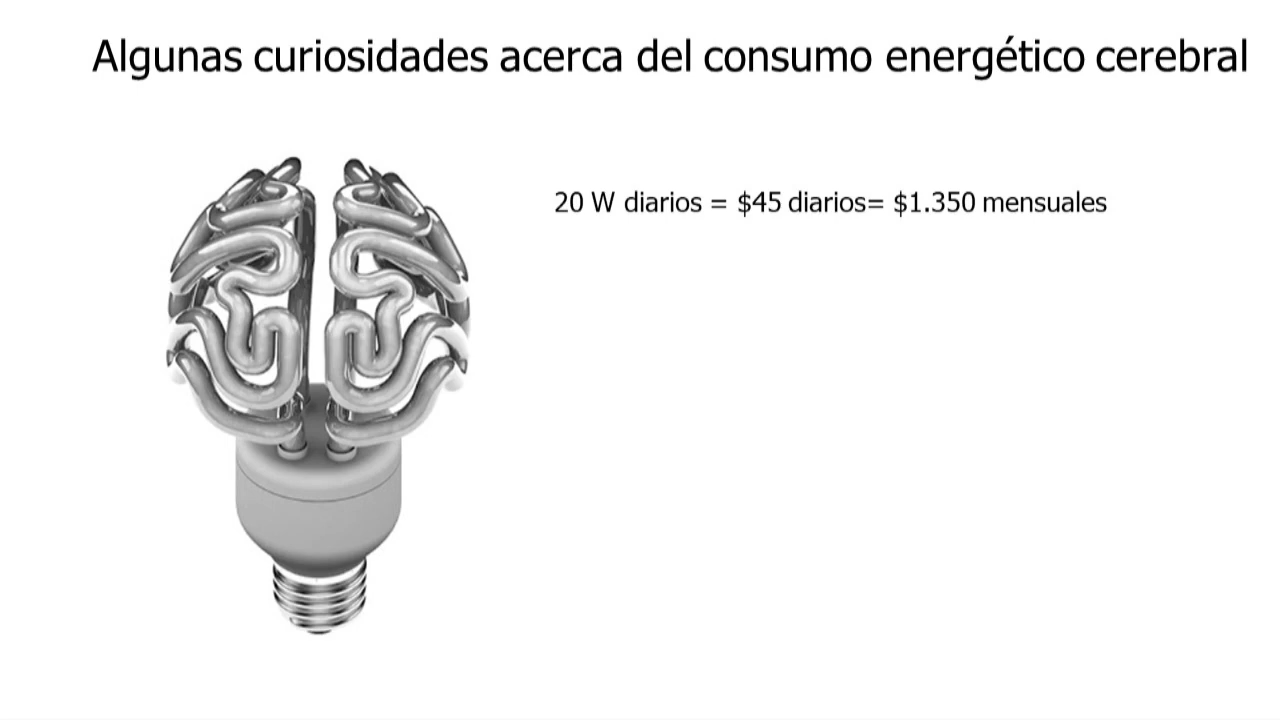 Algunas curiosidades acerca del consumo energético cerebral
20 W diarios = $45 diarios= $1.350 mensuales